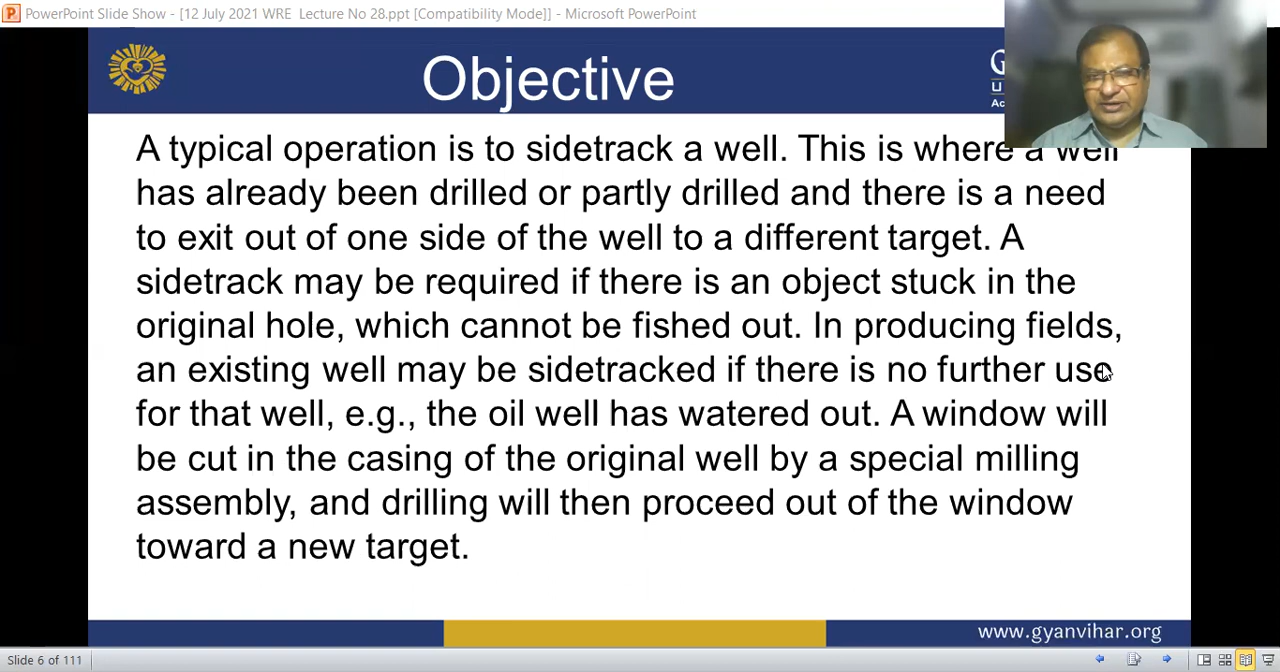 PowerPoint Slide Show - [12 July 2021 WRE Lecture No 28.ppt [Compatibility Mode]] - Microsoft PowerPoint
Objective
A typical operation is to sidetrack a well. This is where a well
has already been drilled or partly drilled and there is a need
to exit out of one side of the well to a different target. A
sidetrack may be required if there is an object stuck in the
original hole, which cannot be fished out. In producing fields,
an existing well may be sidetracked if there is no further use
for that well, e.g., the oil well has watered out. A window will
be cut in the casing of the original well by a special milling
assembly, and drilling will then proceed out of the window
toward a new target.
www.gyanvihar.org
Slide 6 of 111